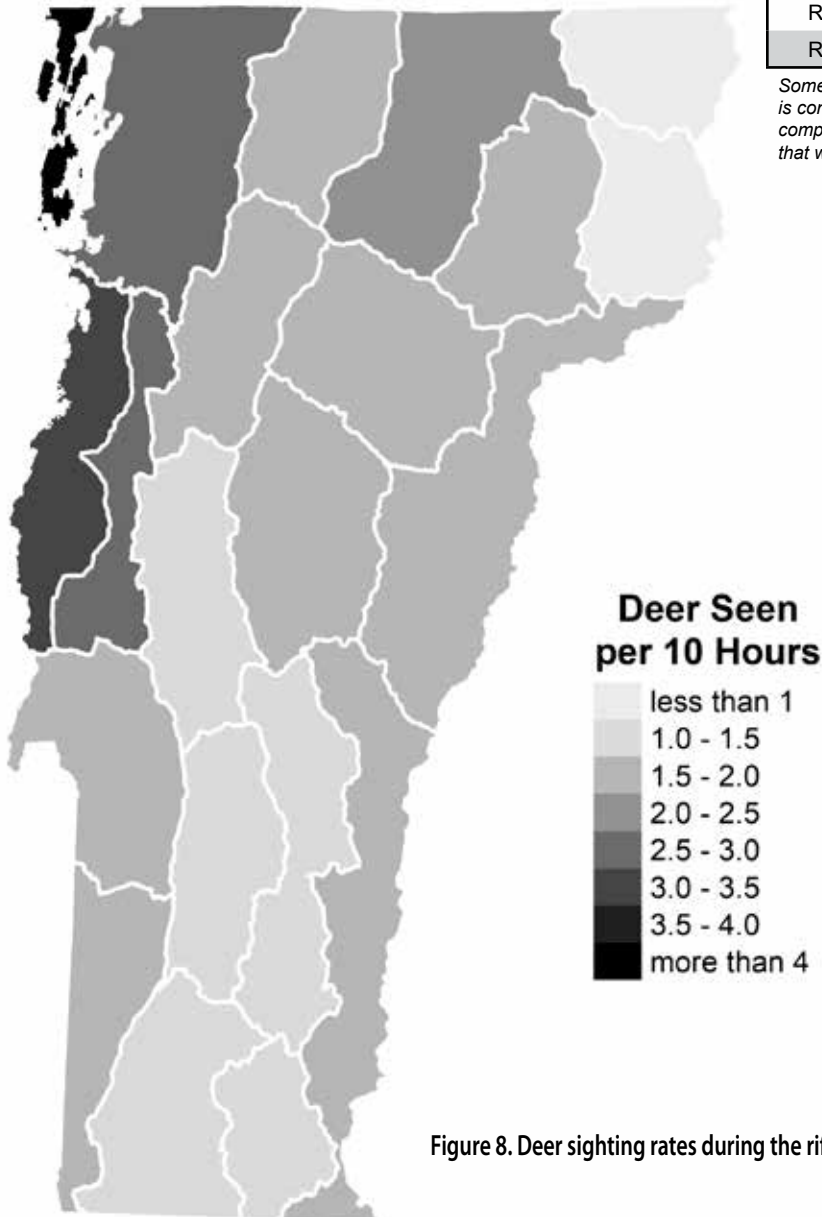 R
R
Some
is con
comp
that w
Deer Seen
per 10 Hours
less than 1
1.0 - 1.5
1.5 - 2.0
2.0 - 2.5
2.5 - 3.0
3.0 - 3.5
3.5 - 4.0
more than 4
Figure 8. Deer sighting rates during the rif